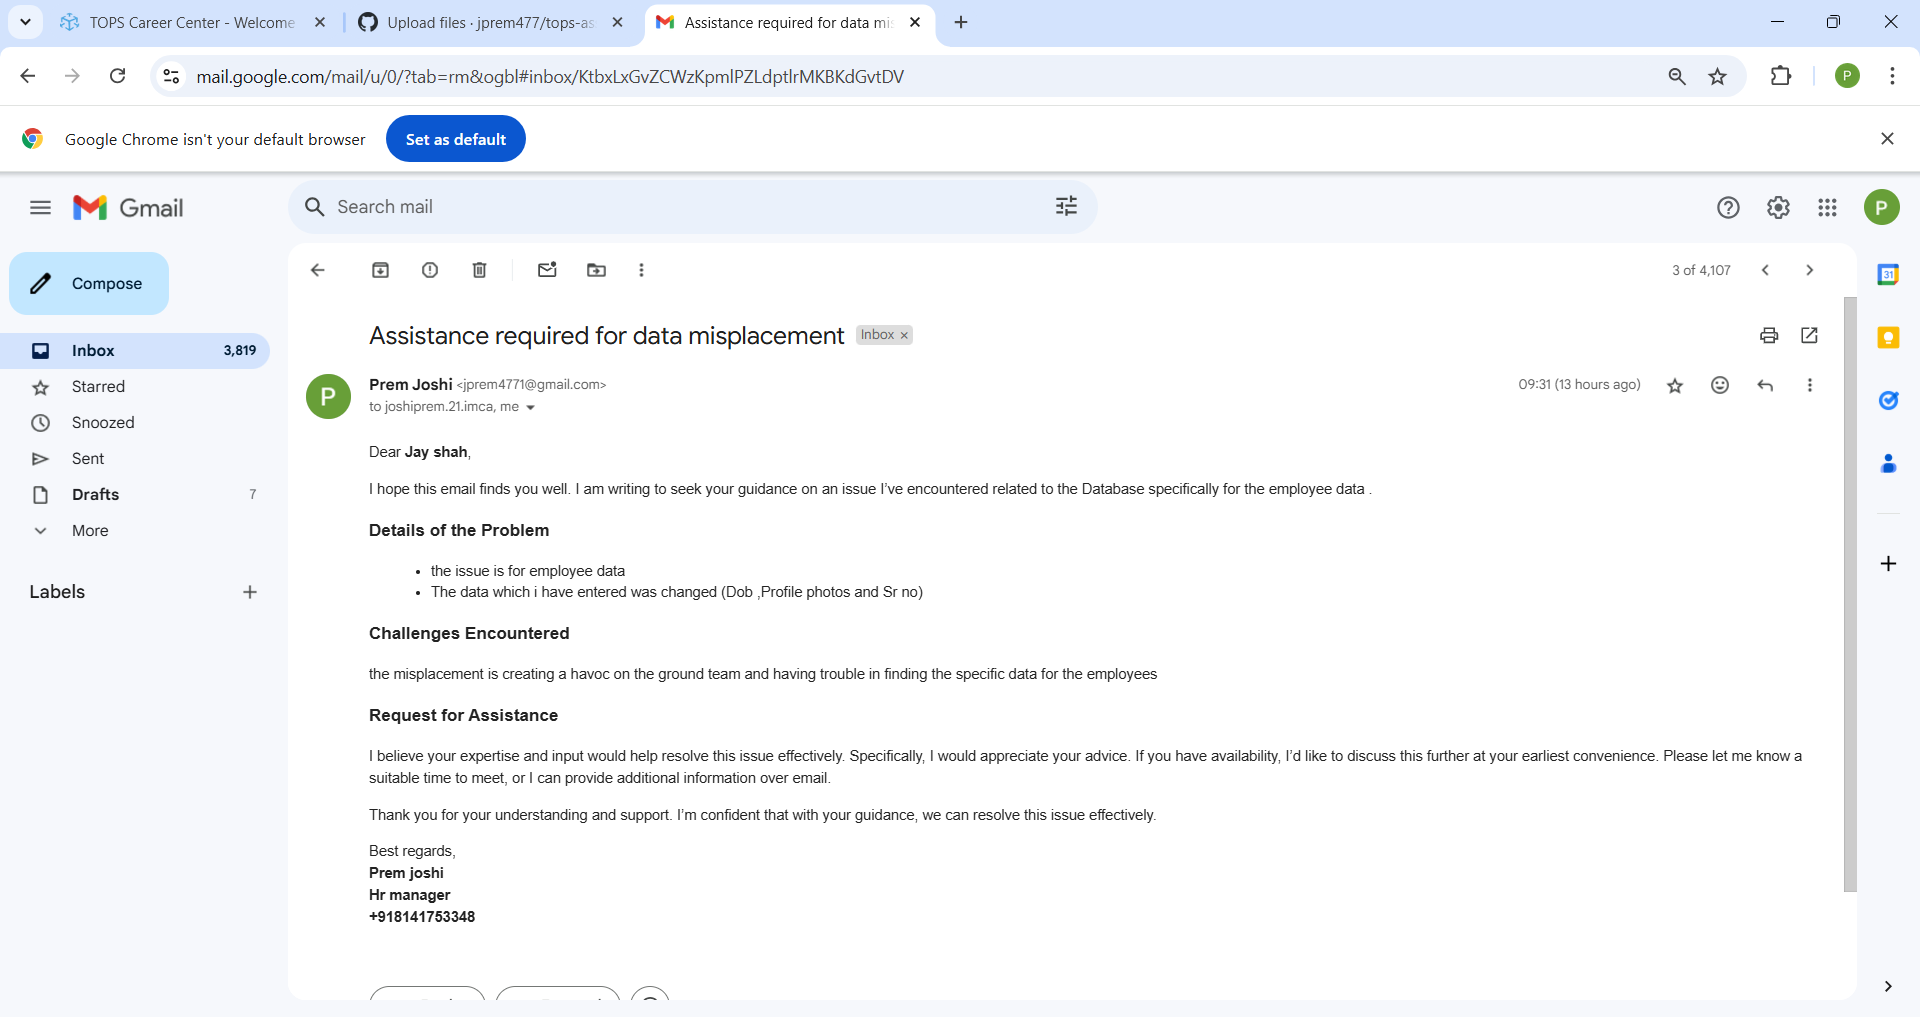 TOPS Career Center - Welcome
Upload files · jprem477/tops-as
Assistance required for data mis
mail.google.com/mail/u/0/?tab=rm&ogbl#inbox/KtbxLxGvZCWzKpmlPZLdptlrMKBKdGvtDV
P
Google Chrome isn't your default browser
Set as default
Gmail
Search mail
P
Compose
3 of 4,107
31
Inbox 3,819
Starred
Snoozed
Sent
Drafts 7
More
Labels
Assistance required for data misplacement Inbox ×
P
Prem Joshi <jprem4771@gmail.com>
09:31 (13 hours ago)
to joshiprem.21.imca, me
Dear Jay shah,
I hope this email finds you well. I am writing to seek your guidance on an issue I've encountered related to the Database specifically for the employee data .
Details of the Problem
• the issue is for employee data
• The data which i have entered was changed (Dob ,Profile photos and Sr no)
Challenges Encountered
the misplacement is creating a havoc on the ground team and having trouble in finding the specific data for the employees
Request for Assistance
I believe your expertise and input would help resolve this issue effectively. Specifically, I would appreciate your advice. If you have availability, I'd like to discuss this further at your earliest convenience. Please let me know a
suitable time to meet, or I can provide additional information over email.
Thank you for your understanding and support. I'm confident that with your guidance, we can resolve this issue effectively.
Best regards,
Prem joshi
Hr manager
+918141753348